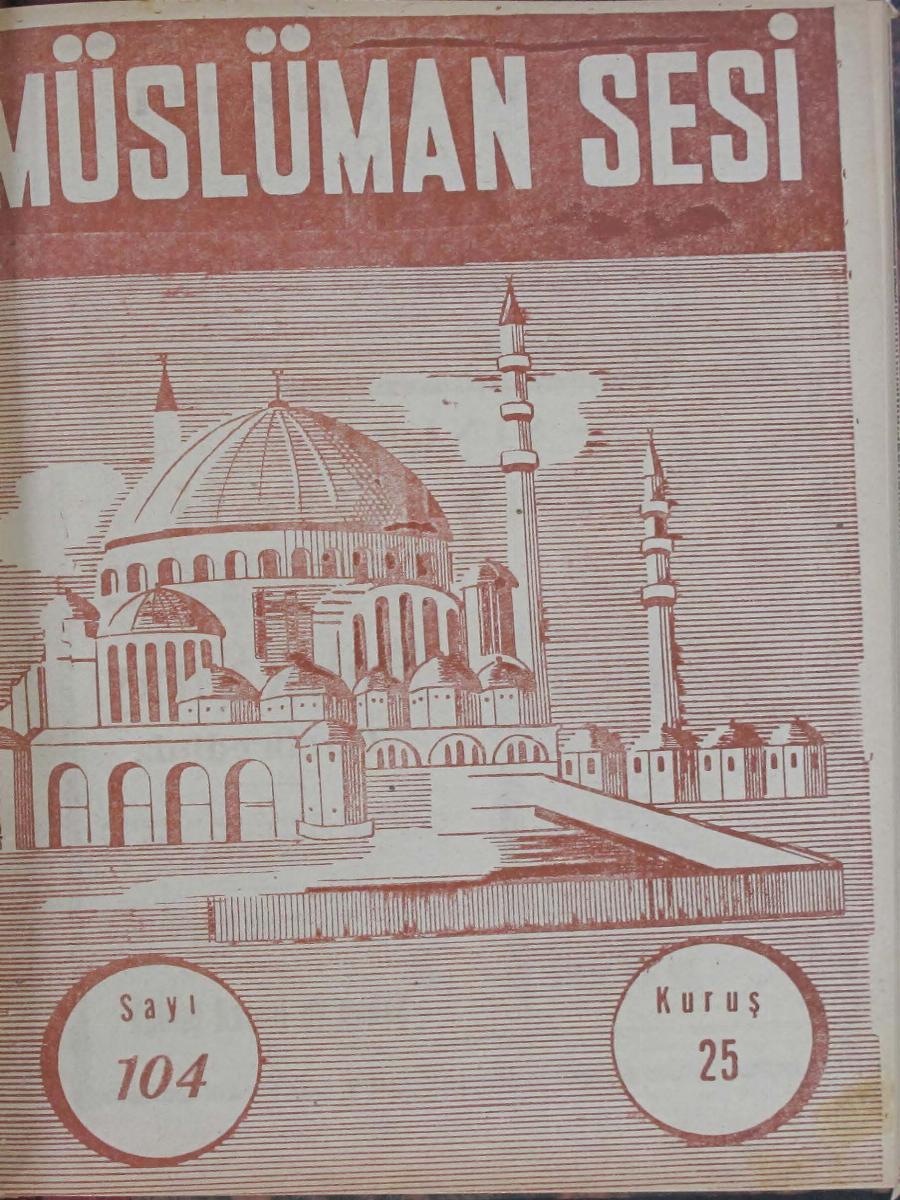 MÜSLÜMAN SESİ
Sayı
104
Kuruş
25